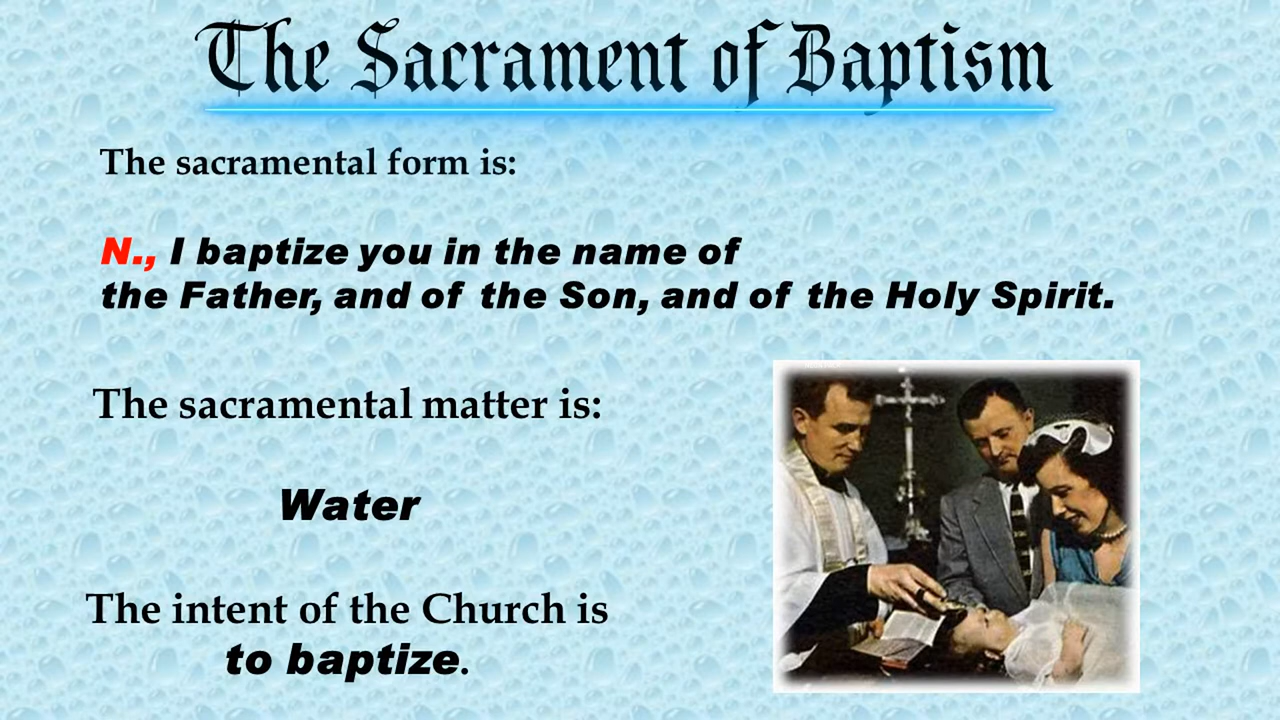 The Sacrament of Baptism
The sacramental form is:
N., I baptize you in the name of
the Father, and of the Son, and of the Holy Spirit.
The sacramental matter is:
Water
The intent of the Church is
to baptize.